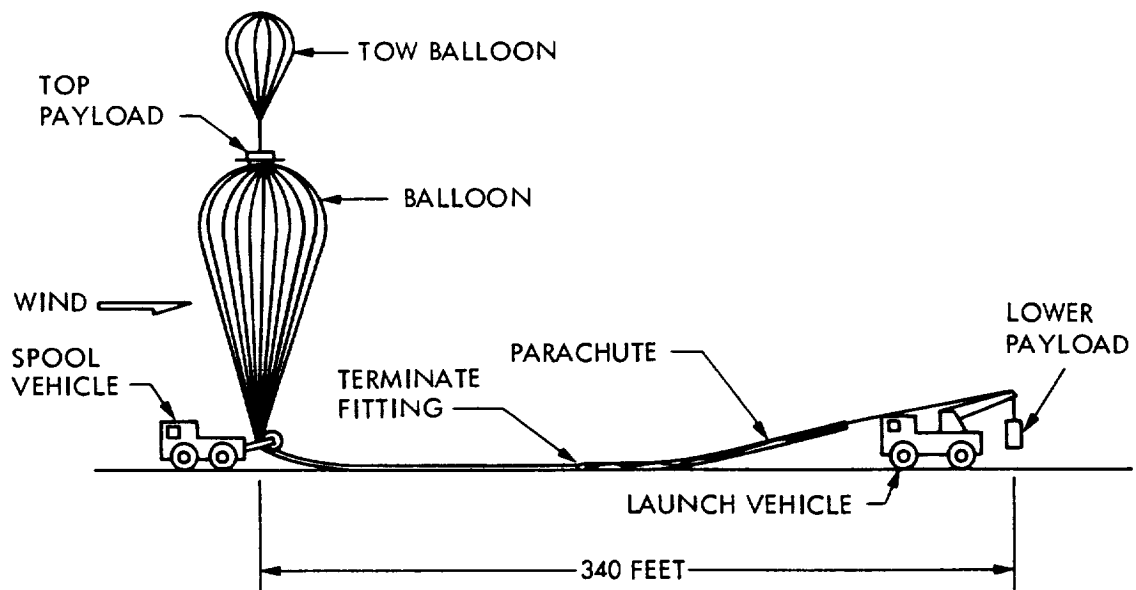 TOW BALLOON
TOP
PAYLOAD
BALLOON
WIND
LOWER
PAYLOAD
SPOOL
VEHICLE
PARACHUTE
TERMINATE
FITTING
LAUNCH VEHICLE
340 FEET